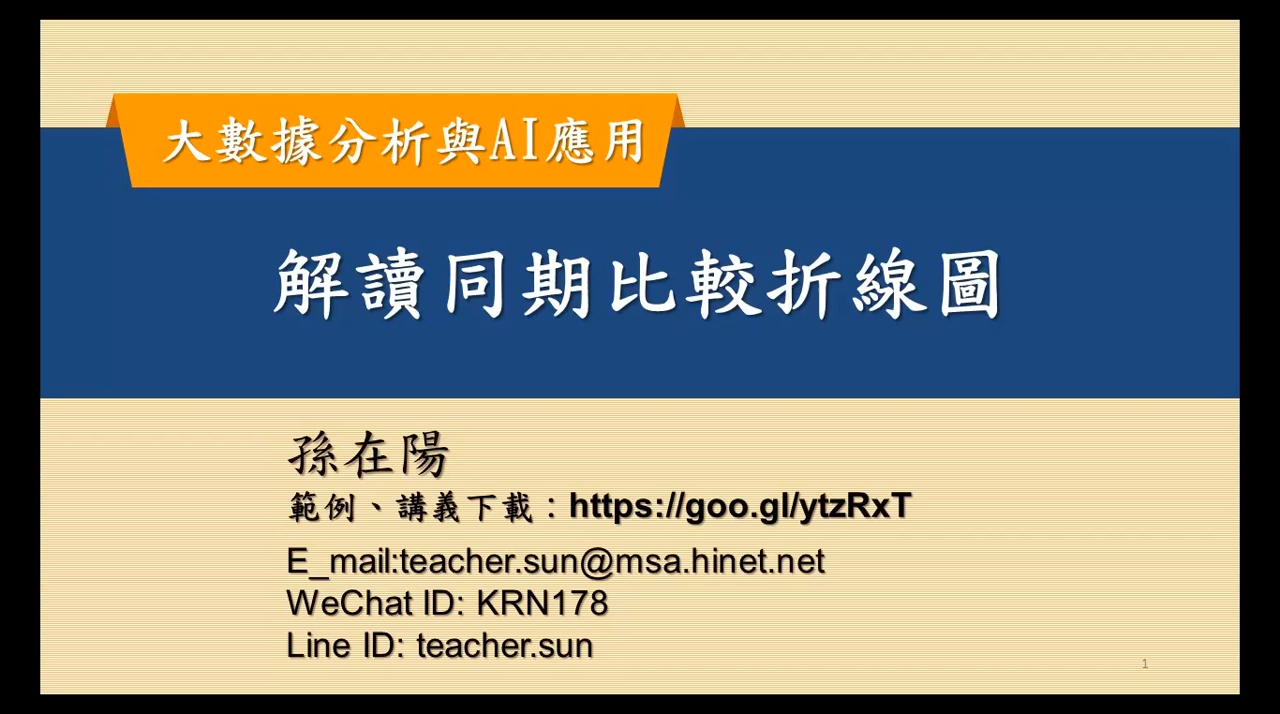 大數據分析與AI應用
解讀同期比較折線圖
孫在陽
範例、講義下載：https://goo.gl/ytzRxT
E_mail:teacher.sun@msa.hinet.net
WeChat ID: KRN178
Line ID: teacher.sun
1